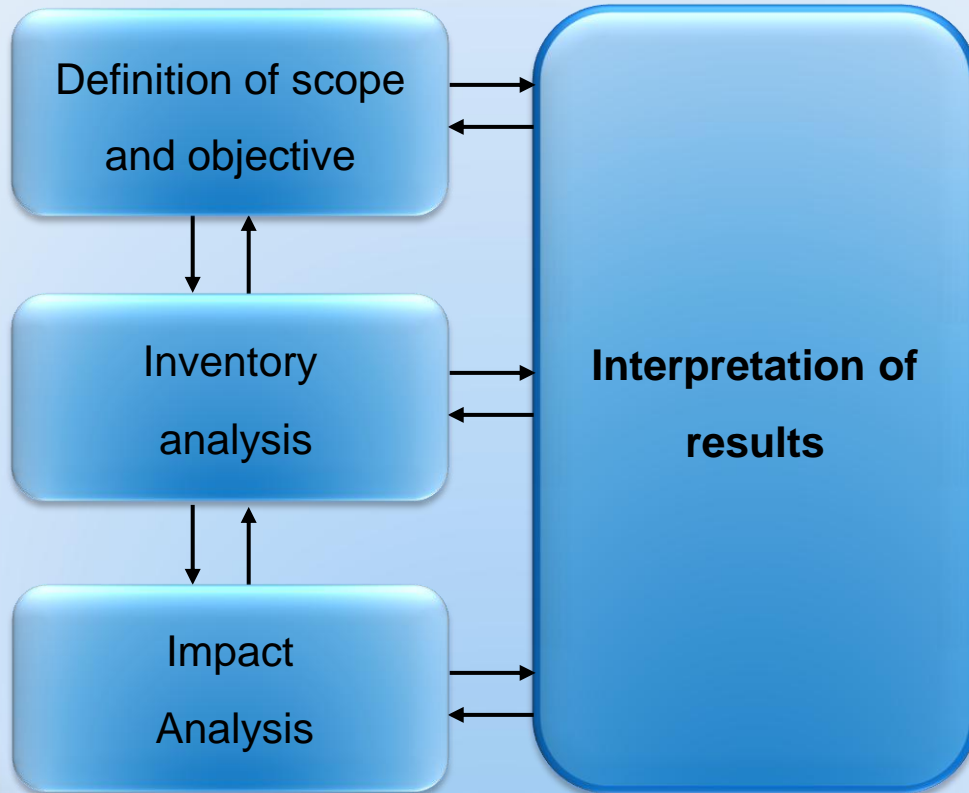 Definition of scope
and objective
Inventory
analysis
Interpretation of
results
Impact
Analysis